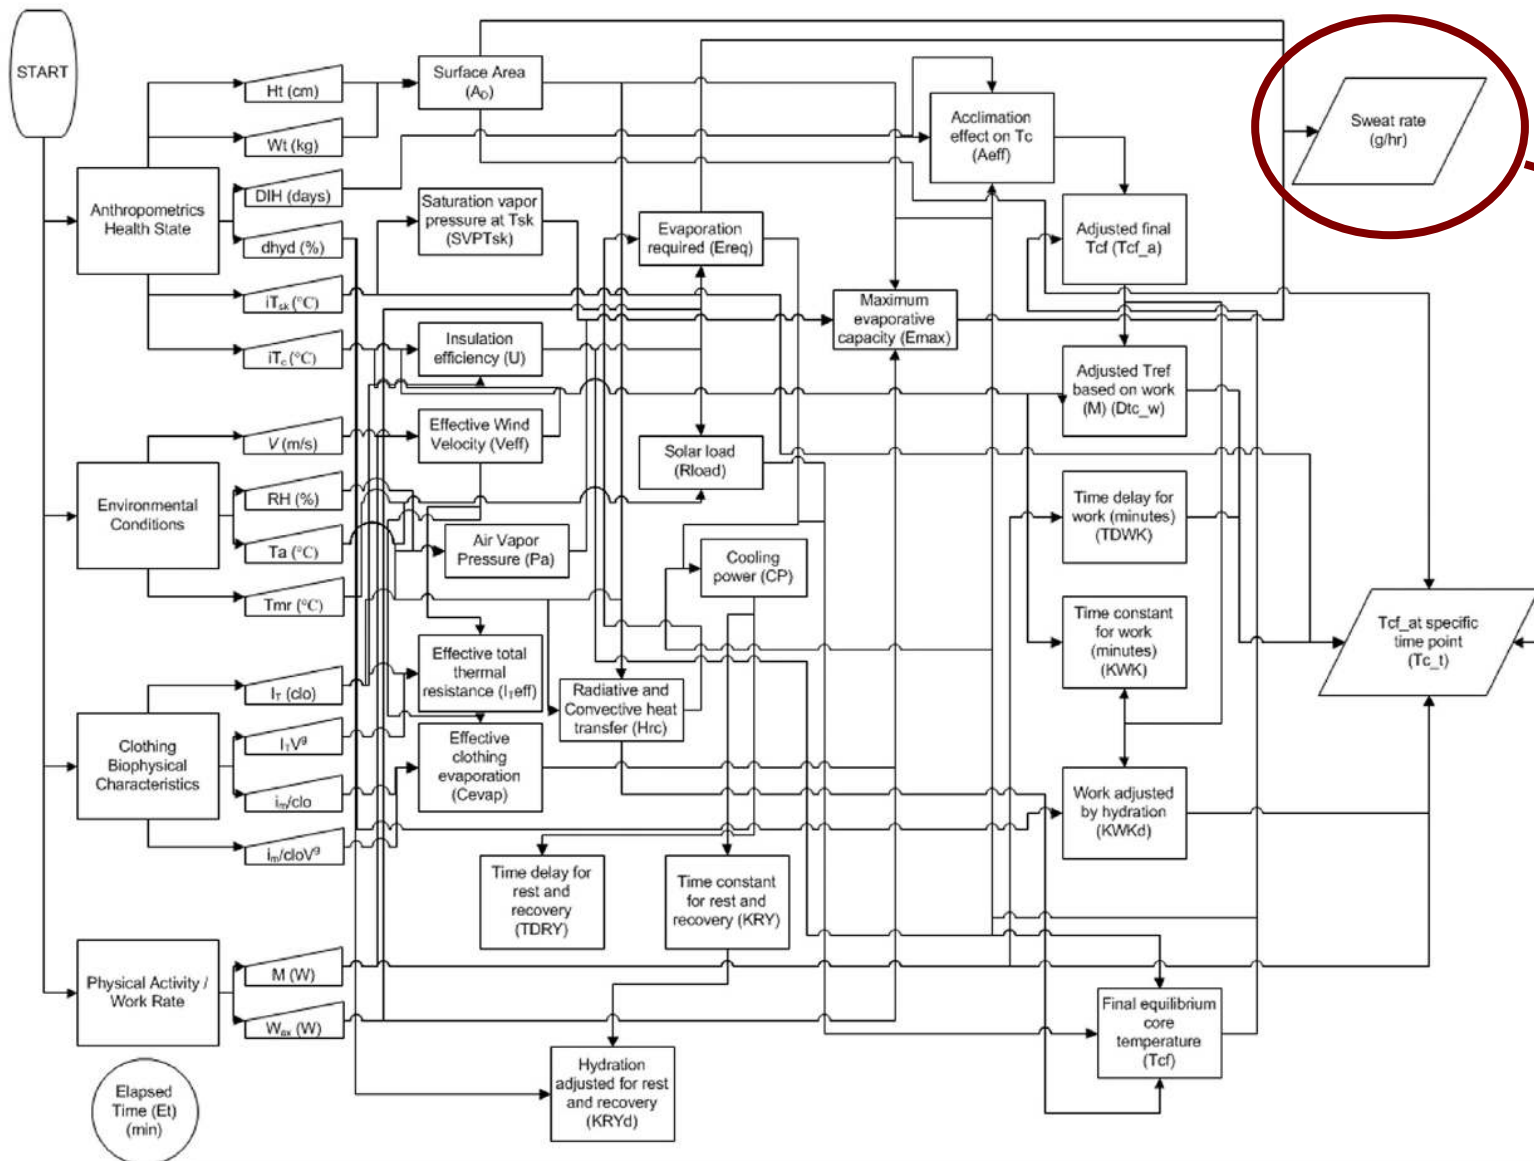 START
Ht (cm)
Wt (kg)
DIH (days)
dhyd (%)
iTsk (°C)
iTc (°C)
Anthropometrics
Health State
V (m/s)
RH (%)
Ta (°C)
Tmr (°C)
Environmental
Conditions
IT (clo)
ITVg
im/clo
im/cloVg
Clothing
Biophysical
Characteristics
M (W)
Wex (W)
Physical Activity /
Work Rate
Elapsed
Time (Et)
(min)
Surface Area
(AD)
Saturation vapor
pressure at Tsk
(SVPTsk)
Insulation
efficiency (U)
Effective Wind
Velocity (Veff)
Air Vapor
Pressure (Pa)
Effective total
thermal
resistance (ITeff)
Effective
clothing
evaporation
(Cevap)
Time delay for
rest and
recovery
(TDRY)
Hydration
adjusted for rest
and recovery
(KRYd)
Evaporation
required (Ereq)
Solar load
(Rload)
Cooling
power (CP)
Radiative and
Convective heat
transfer (Hrc)
Time constant
for rest and
recovery (KRY)
Maximum
evaporative
capacity (Emax)
Acclimation
effect on Tc
(Aeff)
Adjusted final
Tcf (Tcf_a)
Adjusted Tref
based on work
(M) (Dtc_w)
Time delay for
work (minutes)
(TDWK)
Time constant
for work
(minutes)
(KWK)
Work adjusted
by hydration
(KWKd)
Final equilibrium
core
temperature
(Tcf)
Sweat rate
(g/hr)
Tcf_at specific
time point
(Tc_t)